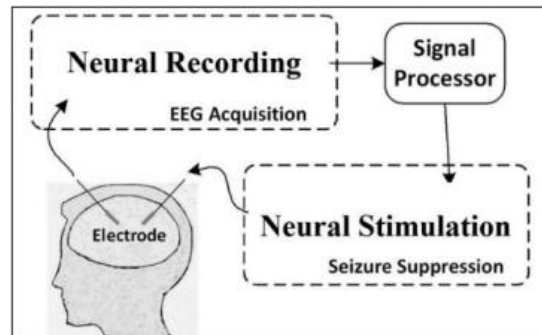 Neural Recording
EEG Acquisition
Signal
Processor
Electrode
Neural Stimulation
Seizure Suppression